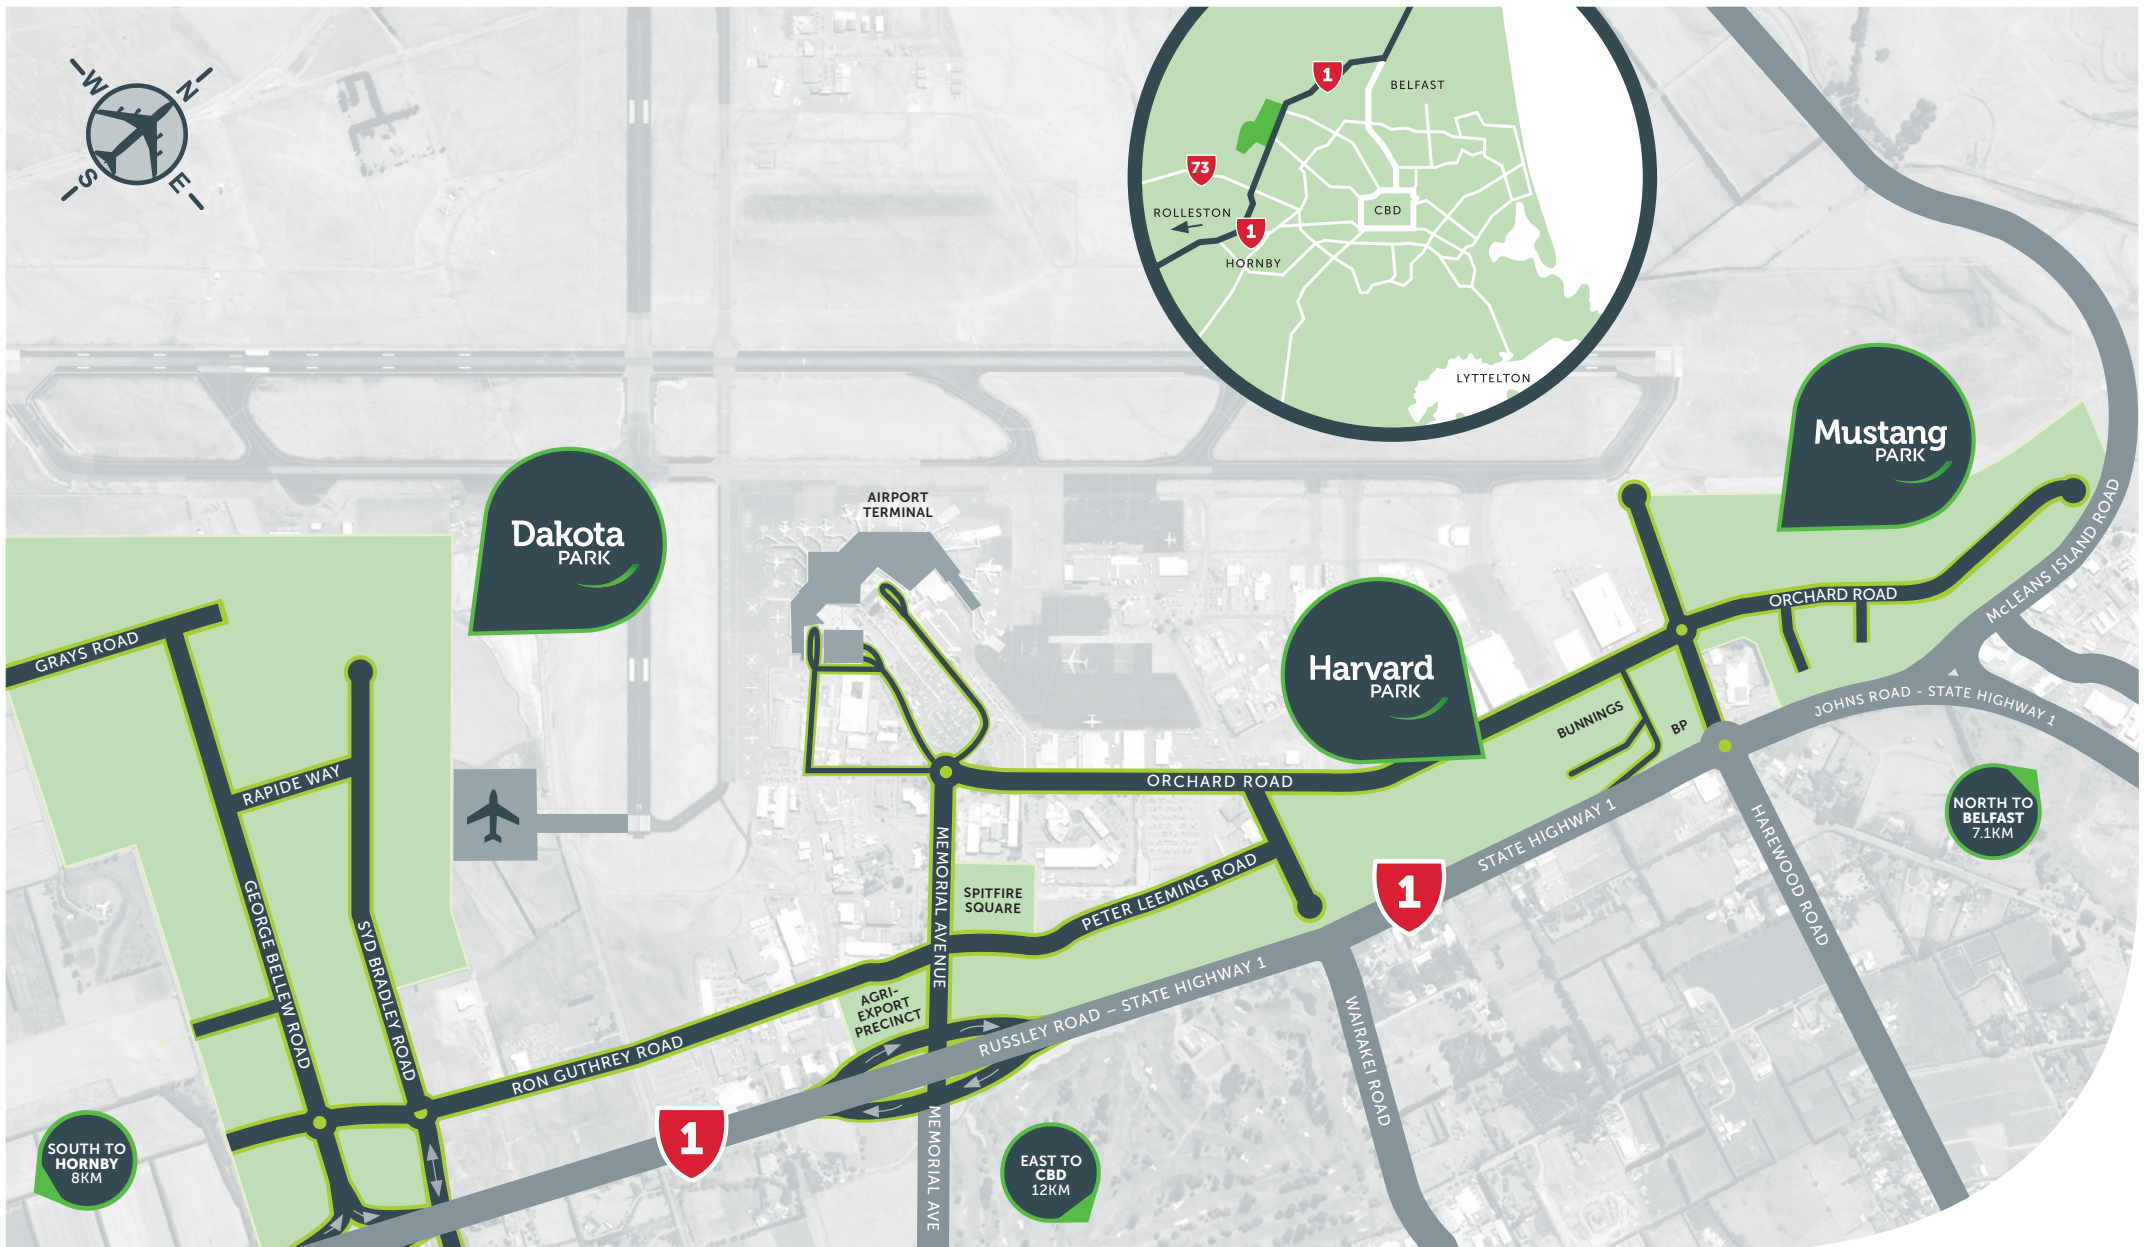 W
N
S
E
1
BELFAST
73
ROLLESTON
1
CBD
HORNBY
LYTTELTON
Mustang
PARK
Dakota
PARK
AIRPORT
TERMINAL
Harvard
PARK
GRAYS ROAD
RAPIDE WAY
GEORGE BELLEW ROAD
SYD BRADLEY ROAD
RON GUTHREY ROAD
MEMORIAL AVENUE
SPITFIRE
SQUARE
AGRI-
EXPORT
PRECINCT
PETER LEEMING ROAD
ORCHARD ROAD
BUNNINGS
BP
ORCHARD ROAD
McLEANS ISLAND ROAD
JOHNS ROAD - STATE HIGHWAY 1
STATE HIGHWAY 1
1
HAREWOOD ROAD
NORTH TO
BELFAST
7.1KM
RUSSLEY ROAD – STATE HIGHWAY 1
WAIRAKEI ROAD
1
MEMORIAL AVE
SOUTH TO
HORNBY
8KM
EAST TO
CBD
12KM